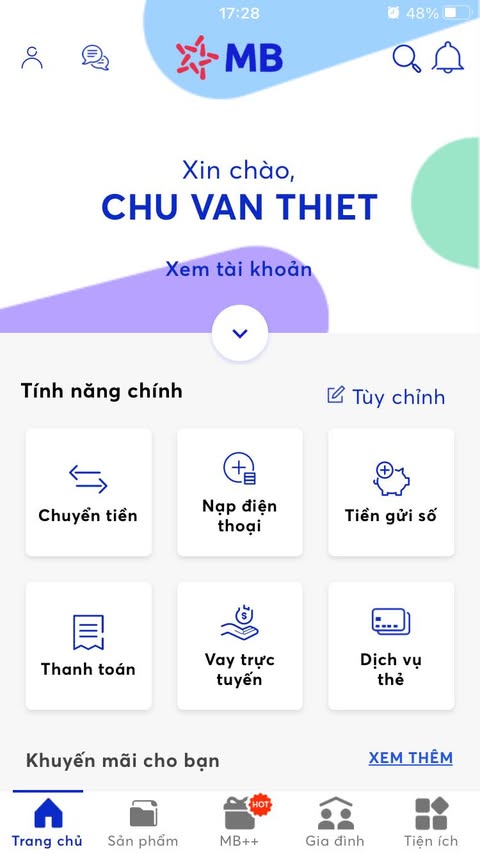 17:28
48%
MB
Xin chào,
CHU VAN THIET
Xem tài khoản
Tính năng chính
Tùy chỉnh
Chuyển tiền
Nạp điện
thoại
Tiền gửi số
Thanh toán
Vay trực
tuyến
Dịch vụ
thẻ
Khuyến mãi cho bạn
XEM THÊM
HOT
Trang chủ
Sản phẩm
MB++
Gia đình
Tiện ích